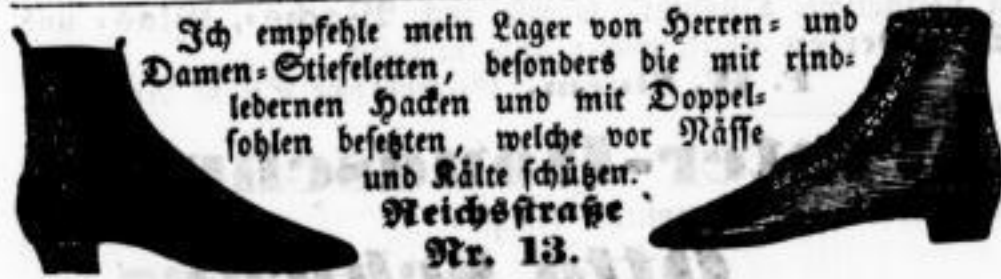 Ich empfehle mein Lager von Herren- und
Damen-Stiefeletten, besonders die mit rind-
ledernen Hacken und mit Doppel-
sohlen besetzten, welche vor Nässe
und Kälte schützen.
Reichsstraße
Nr. 13.